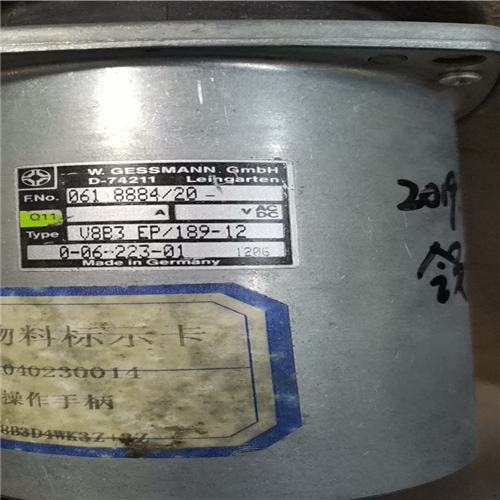 W. GESSMANN GmbH
D-74211 Leingarten
F.No. 061 8884/20 -
Q11 A V AC DC
Type V8B3 EP/189-12
0-06-223-01 1206
Made in Germany
物料标示卡
040230014
操作手柄
8B3D4WK3Z+